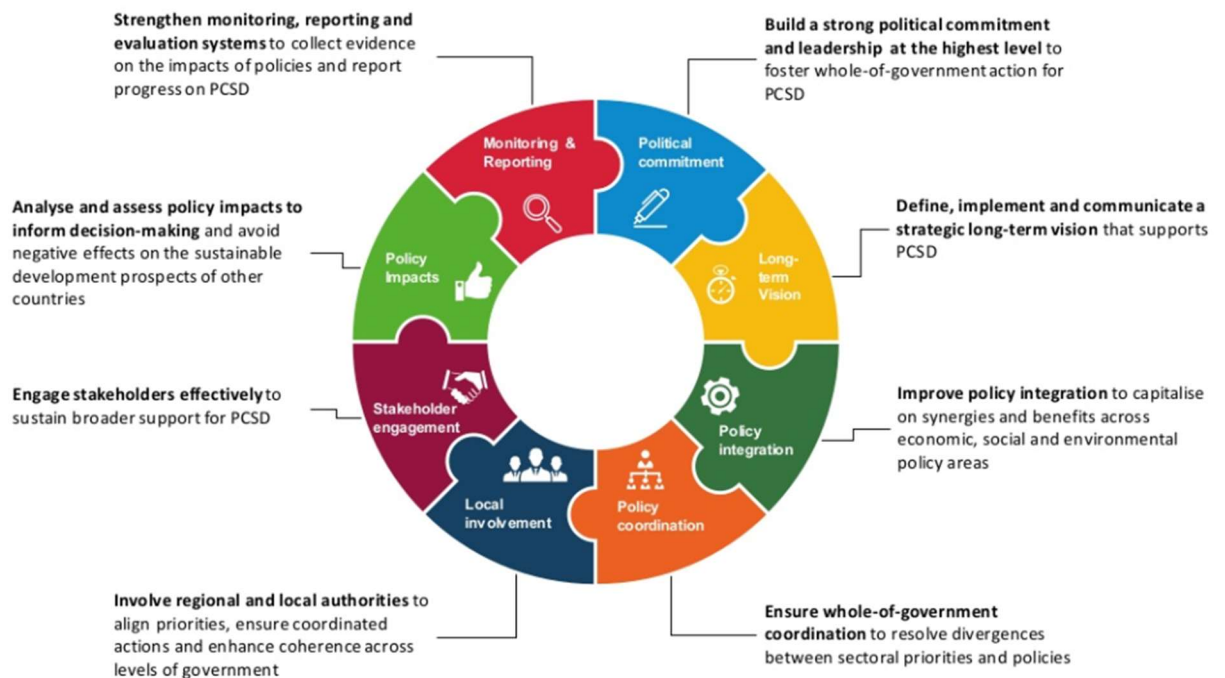 Strengthen monitoring, reporting and
evaluation systems to collect evidence
on the impacts of policies and report
progress on PCSD
Build a strong political commitment
and leadership at the highest level to
foster whole-of-government action for
PCSD
Monitoring &
Reporting
Political
commitment
Analyse and assess policy impacts to
inform decision-making and avoid
negative effects on the sustainable
development prospects of other
countries
Policy
Impacts
Long-
term
Vision
Define, implement and communicate a
strategic long-term vision that supports
PCSD
Engage stakeholders effectively to
sustain broader support for PCSD
Stakeholder
engagement
Policy
integration
Improve policy integration to capitalise
on synergies and benefits across
economic, social and environmental
policy areas
Local
involvement
Policy
coordination
Involve regional and local authorities to
align priorities, ensure coordinated
actions and enhance coherence across
levels of government
Ensure whole-of-government
coordination to resolve divergences
between sectoral priorities and policies